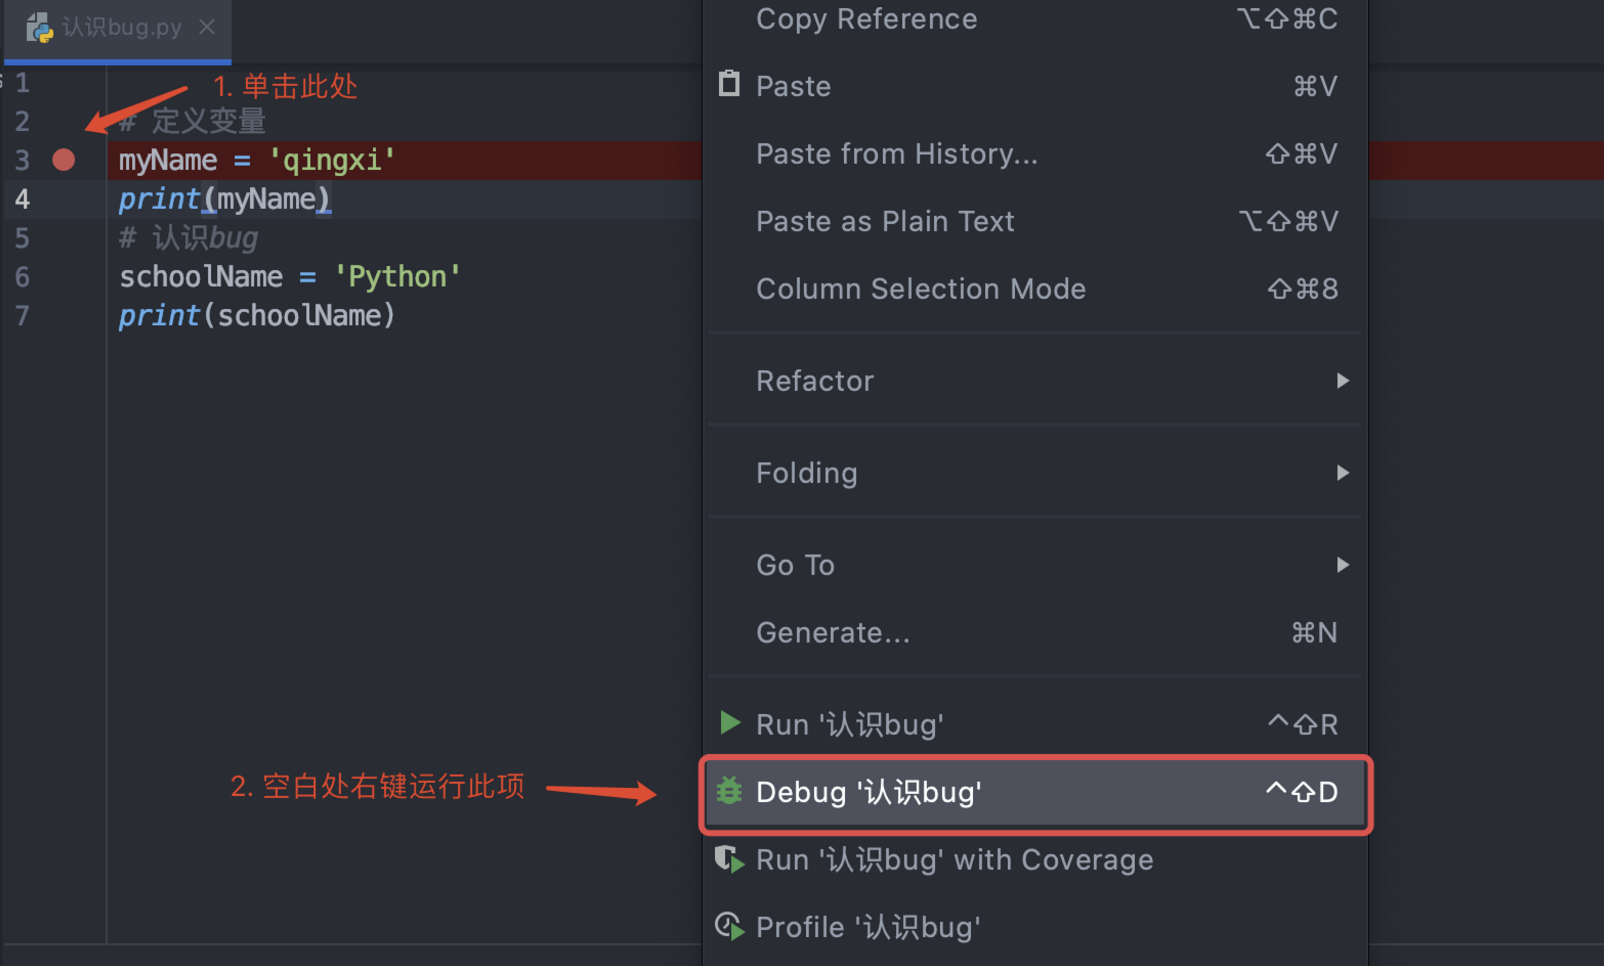 认识bug.py
1
1. 单击此处
2 # 定义变量
3 myName = 'qingxi'
4 print(myName)
5 # 认识bug
6 schoolName = 'Python'
7 print(schoolName)
2. 空白处右键运行此项
Copy Reference ⌥⇧⌘C
Paste ⌘V
Paste from History... ⇧⌘V
Paste as Plain Text ⌥⇧⌘V
Column Selection Mode ⇧⌘8
Refactor
Folding
Go To
Generate... ⌘N
Run '认识bug' ^⇧R
Debug '认识bug' ^⇧D
Run '认识bug' with Coverage
Profile '认识bug'